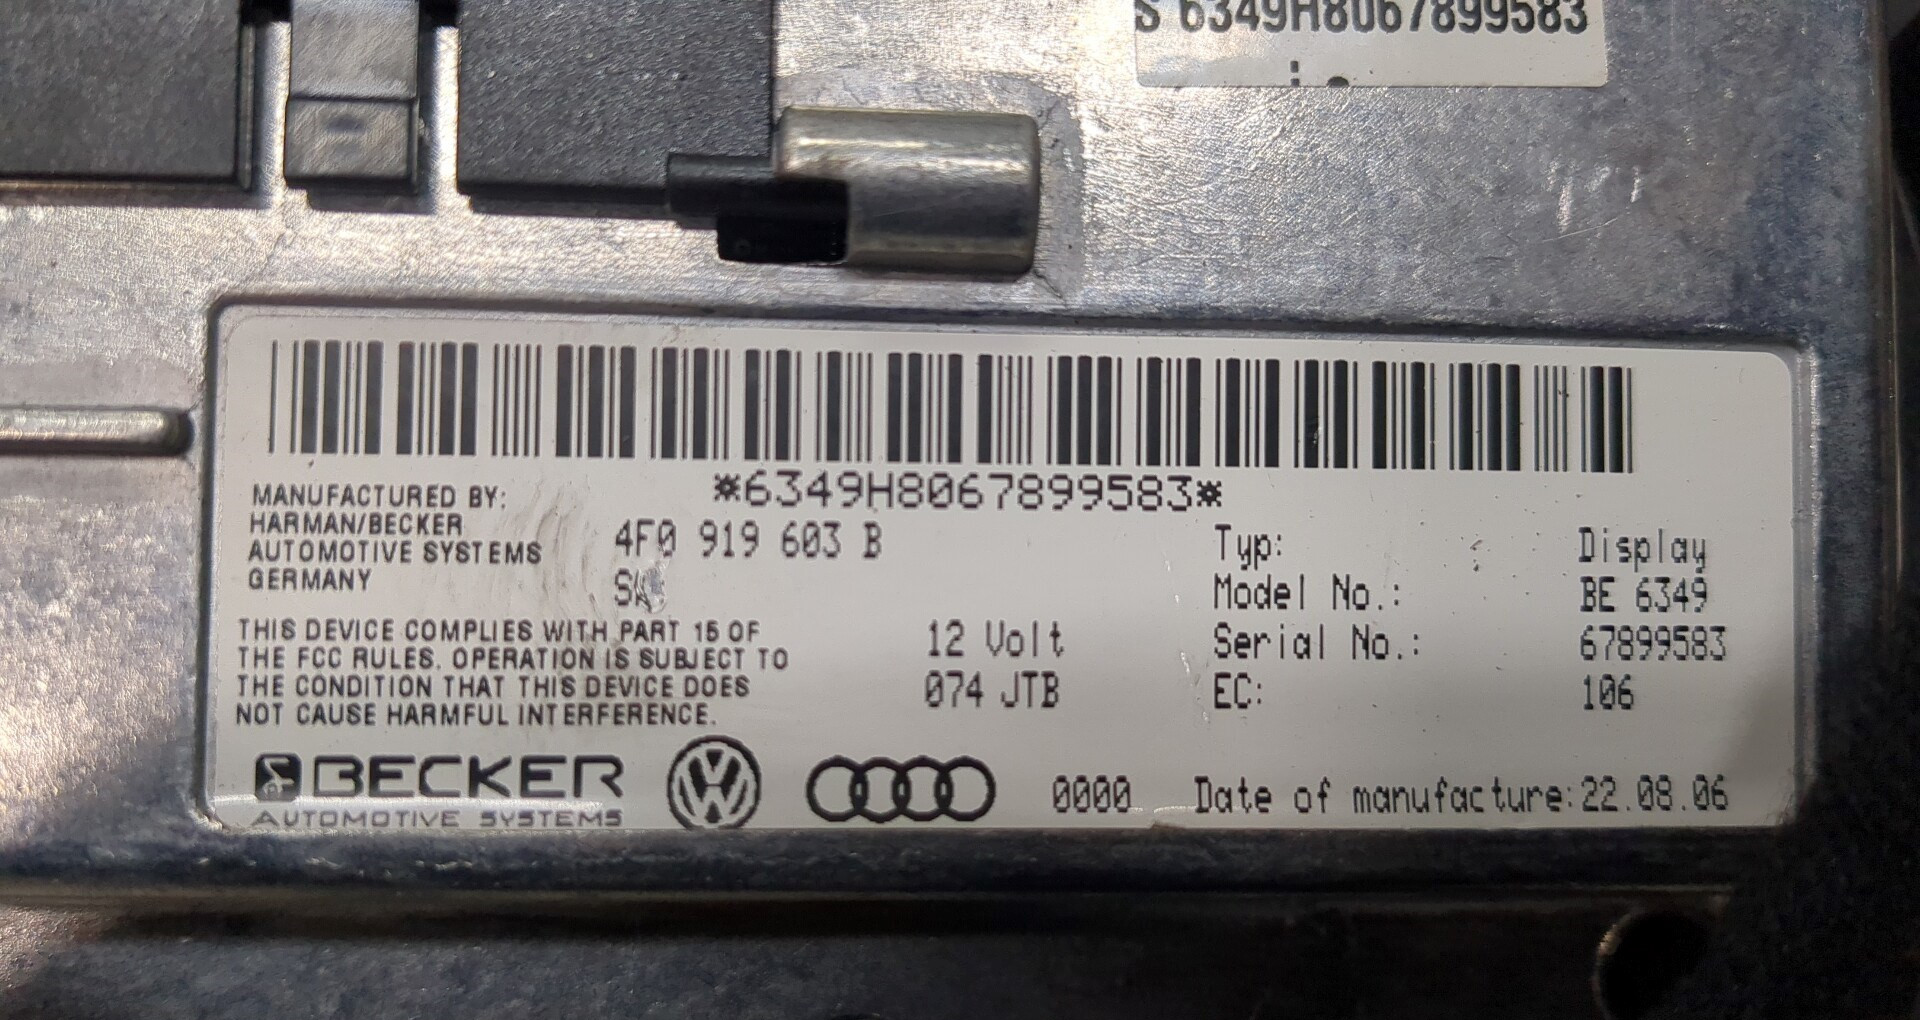 S 6349H8067899583
*6349H8067899583*
MANUFACTURED BY:
HARMAN/BECKER
AUTOMOTIVE SYSTEMS
GERMANY
4F0 919 603 B
THIS DEVICE COMPLIES WITH PART 15 OF
THE FCC RULES. OPERATION IS SUBJECT TO
THE CONDITION THAT THIS DEVICE DOES
NOT CAUSE HARMFUL INTERFERENCE.
12 Volt
074 JTB
Typ: Display
Model No.: BE 6349
Serial No.: 67899583
EC: 106
BECKER
AUTOMOTIVE SYSTEMS
VW
0000 Date of manufacture:22.08.06